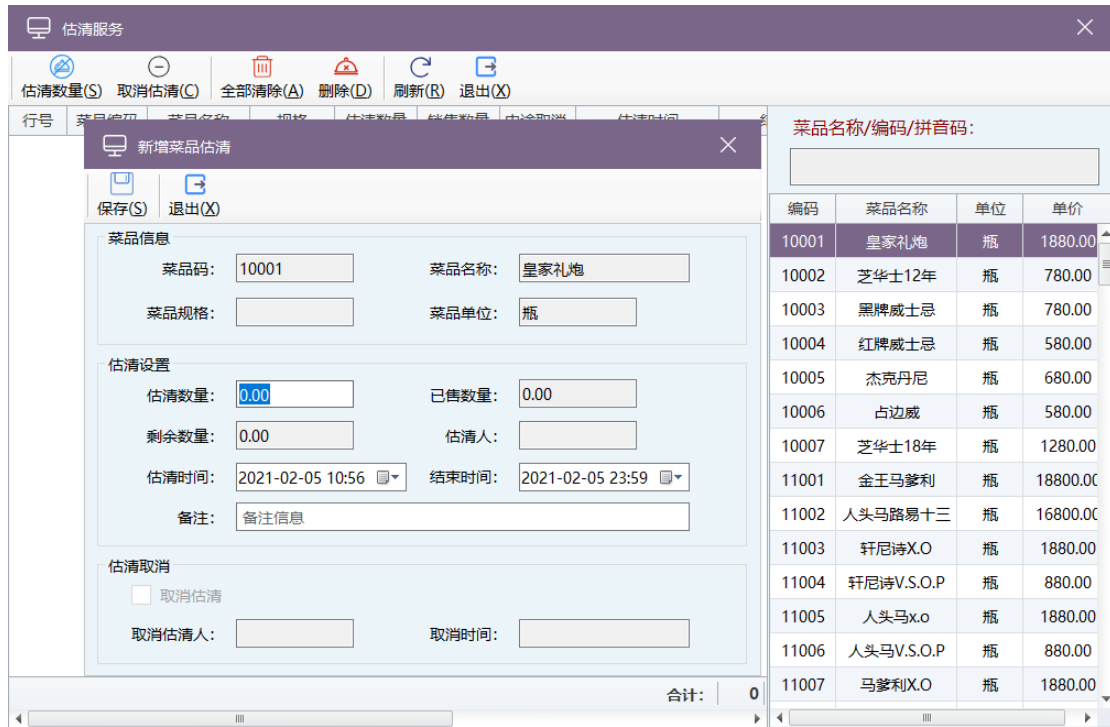 估清服务
估清数量(S) 取消估清(C) 全部清除(A) 删除(D) 刷新(R) 退出(X)
行号
新增菜品估清
保存(S) 退出(X)
菜品信息
菜品码： 10001 菜品名称： 皇家礼炮
菜品规格： 菜品单位： 瓶
估清设置
估清数量： 0.00 已售数量： 0.00
剩余数量： 0.00 估清人：
估清时间： 2021-02-05 10:56 结束时间： 2021-02-05 23:59
备注： 备注信息
估清取消
取消估清
取消估清人： 取消时间：
合计： 0
菜品名称/编码/拼音码：
编码 菜品名称 单位 单价
10001 皇家礼炮 瓶 1880.00
10002 芝华士12年 瓶 780.00
10003 黑牌威士忌 瓶 780.00
10004 红牌威士忌 瓶 580.00
10005 杰克丹尼 瓶 680.00
10006 占边威 瓶 580.00
10007 芝华士18年 瓶 1280.00
11001 金王马爹利 瓶 18800.00
11002 人头马路易十三 瓶 16800.00
11003 轩尼诗X.O 瓶 1880.00
11004 轩尼诗V.S.O.P 瓶 880.00
11005 人头马x.o 瓶 1880.00
11006 人头马V.S.O.P 瓶 880.00
11007 马爹利X.O 瓶 1880.00